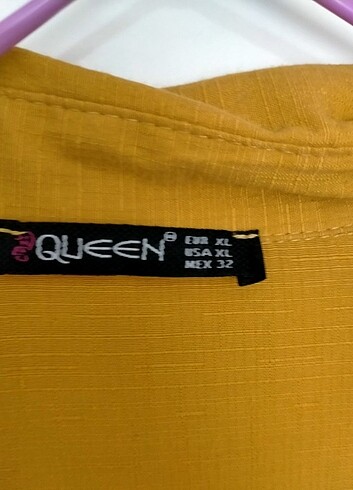 QUEEN®
EUR XL
USA XL
MEX 32